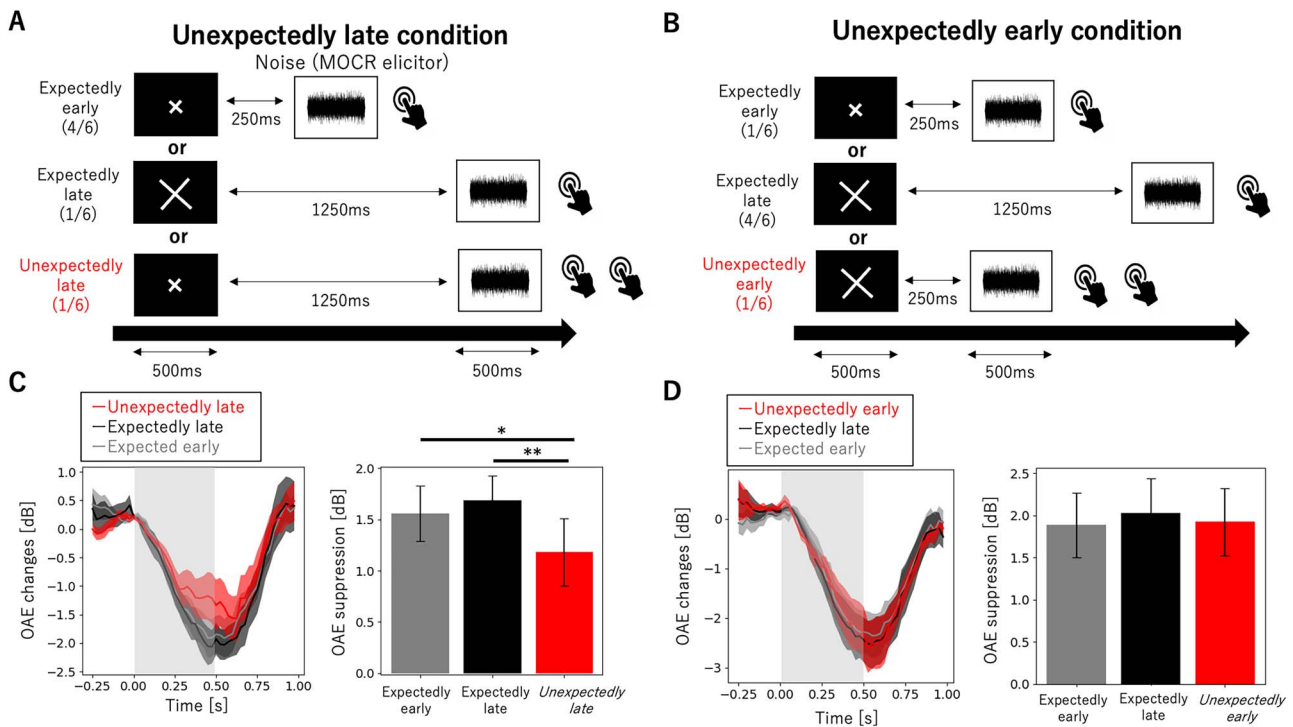 A
Unexpectedly late condition
Noise (MOCR elicitor)
Expectedly
early
(4/6)
250ms
or
Expectedly
late
(1/6)
1250ms
or
Unexpectedly
late
(1/6)
1250ms
500ms
500ms
B
Unexpectedly early condition
Expectedly
early
(1/6)
250ms
or
Expectedly
late
(4/6)
1250ms
or
Unexpectedly
early
(1/6)
250ms
500ms
500ms
C
Unexpectedly late
Expectedly late
Expected early
OAE changes [dB]
1.0
0.5
0.0
−0.5
−1.0
−1.5
−2.0
−2.5
−0.25 0.00 0.25 0.50 0.75 1.00
Time [s]
OAE suppression [dB]
2.0
1.5
1.0
0.5
0.0
*
**
Expectedly
early
Expectedly
late
Unexpectedly
late
D
Unexpectedly early
Expectedly late
Expected early
OAE changes [dB]
0
−1
−2
−3
−0.25 0.00 0.25 0.50 0.75 1.00
Time [s]
OAE suppression [dB]
2.5
2.0
1.5
1.0
0.5
0.0
Expectedly
early
Expectedly
late
Unexpectedly
early